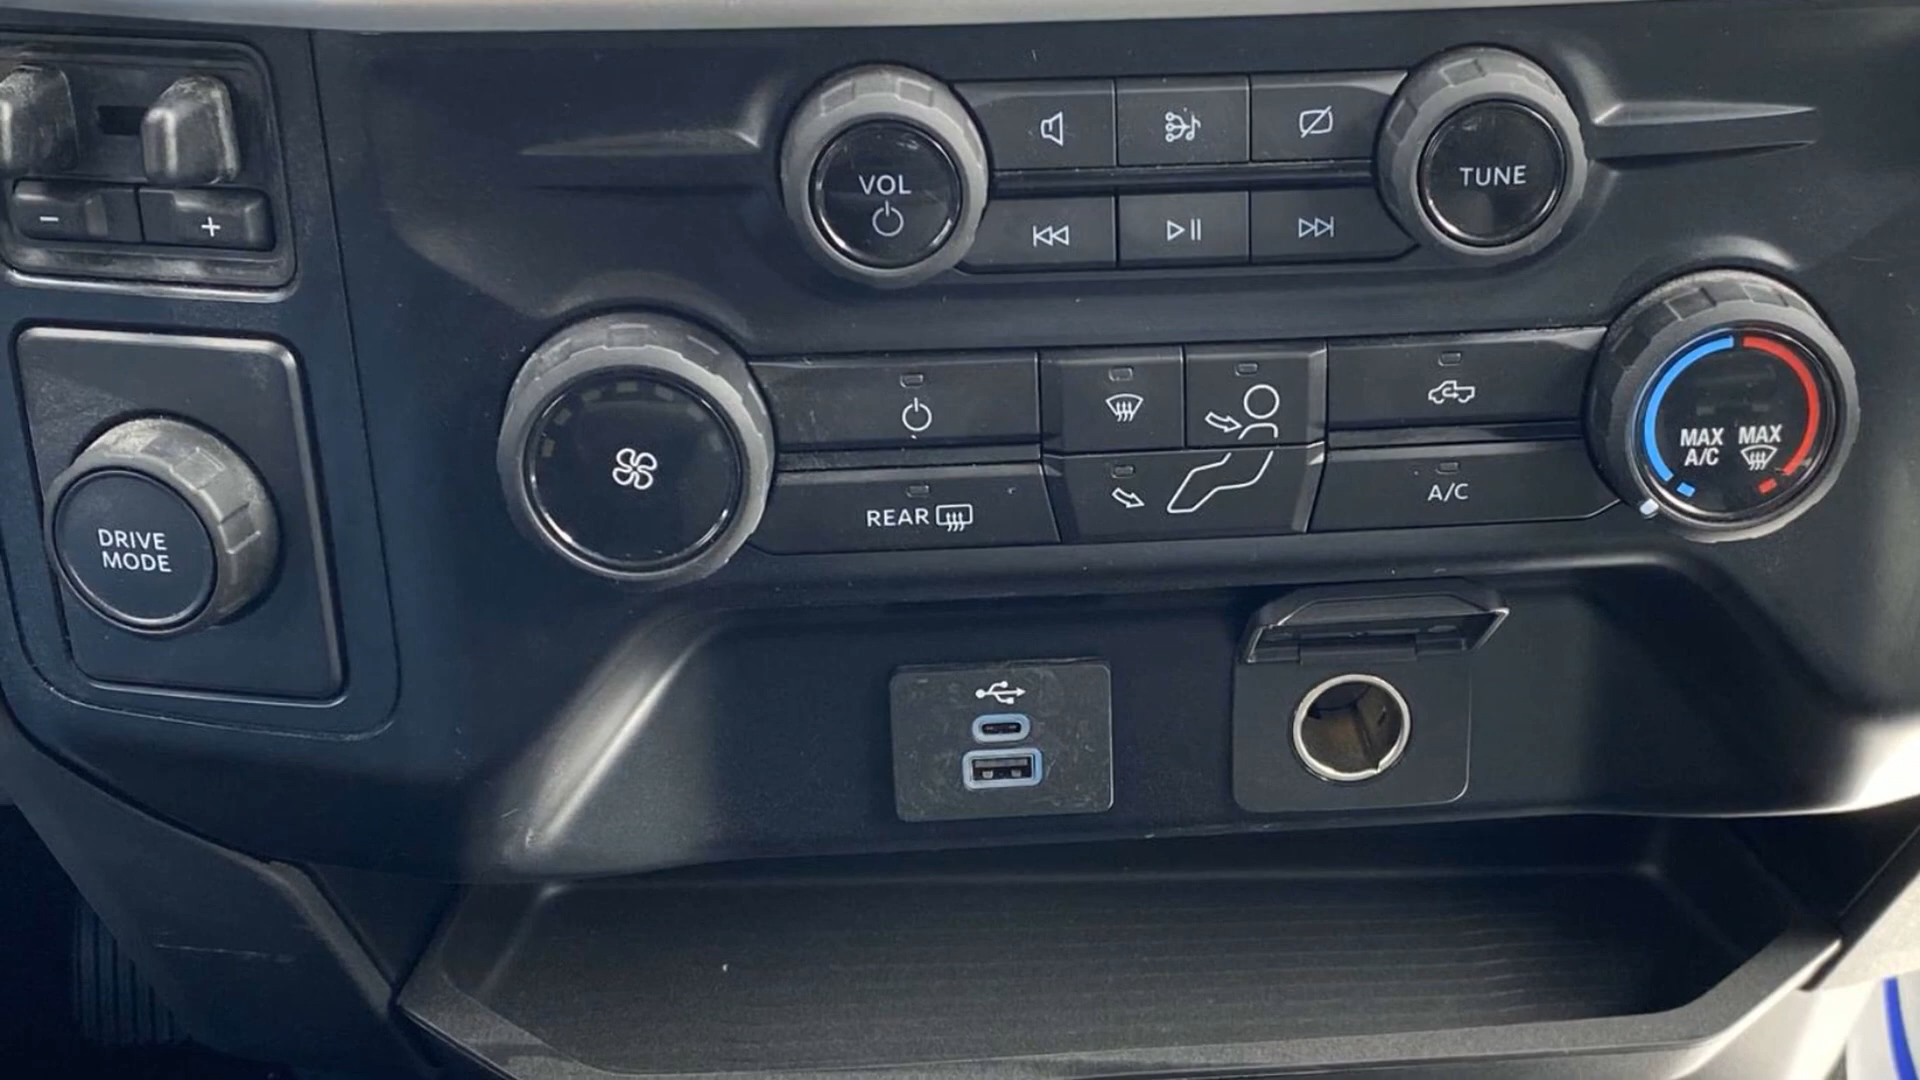 VOL
TUNE
-
+
MAX MAX
A/C
A/C
REAR
DRIVE
MODE